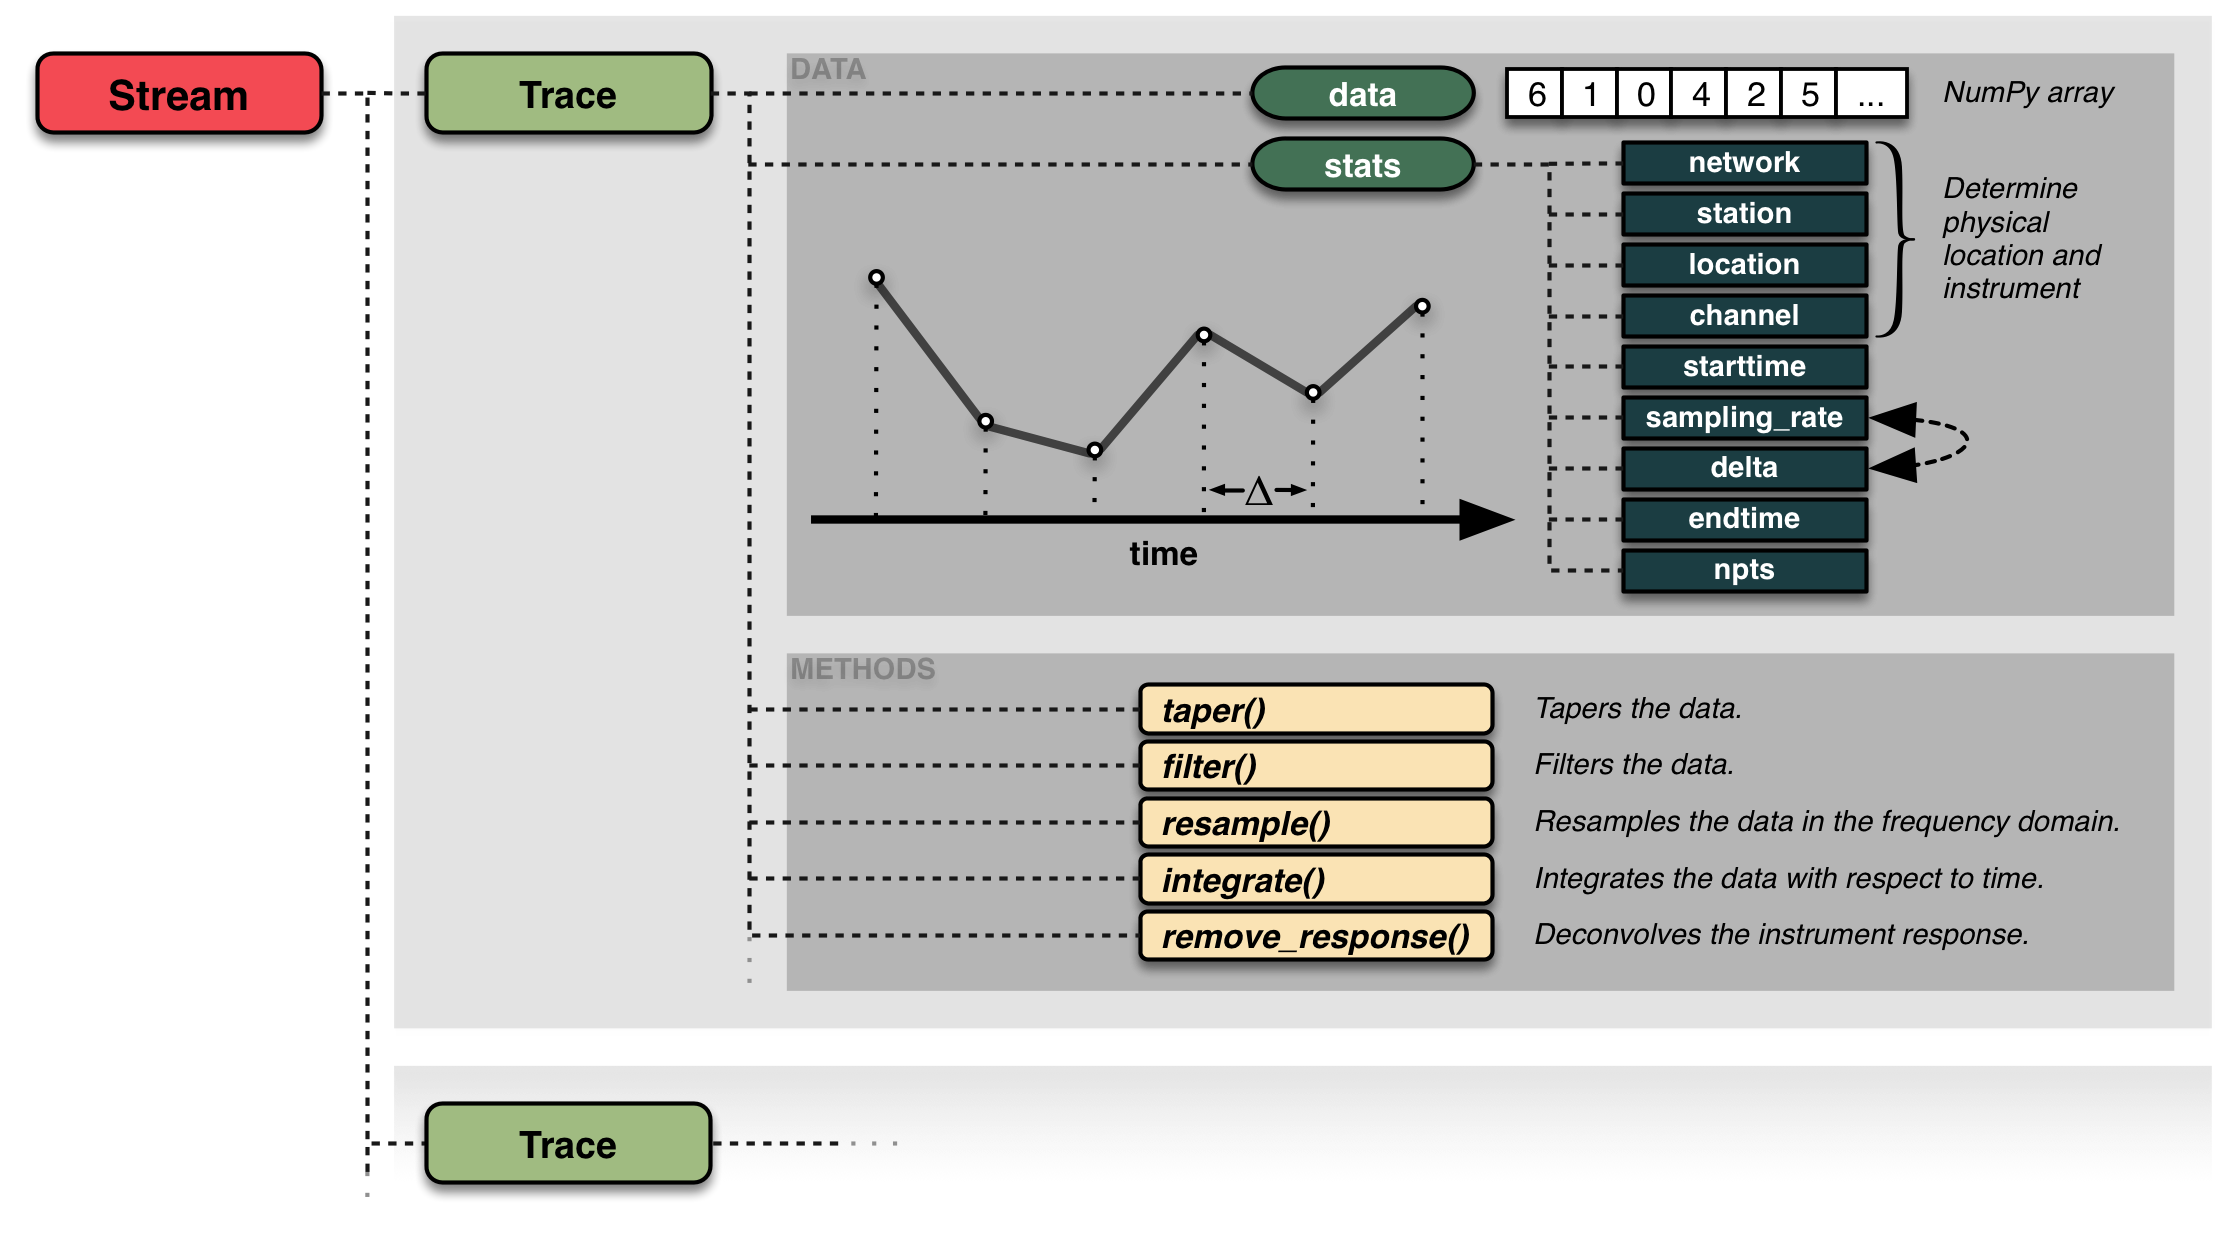 Stream
Trace
DATA
data
6 1 0 4 2 5 ...
NumPy array
stats
network
station
location
channel
starttime
sampling_rate
delta
endtime
npts
Determine
physical
location and
instrument
Δ
time
METHODS
taper()
Tapers the data.
filter()
Filters the data.
resample()
Resamples the data in the frequency domain.
integrate()
Integrates the data with respect to time.
remove_response()
Deconvolves the instrument response.
Trace